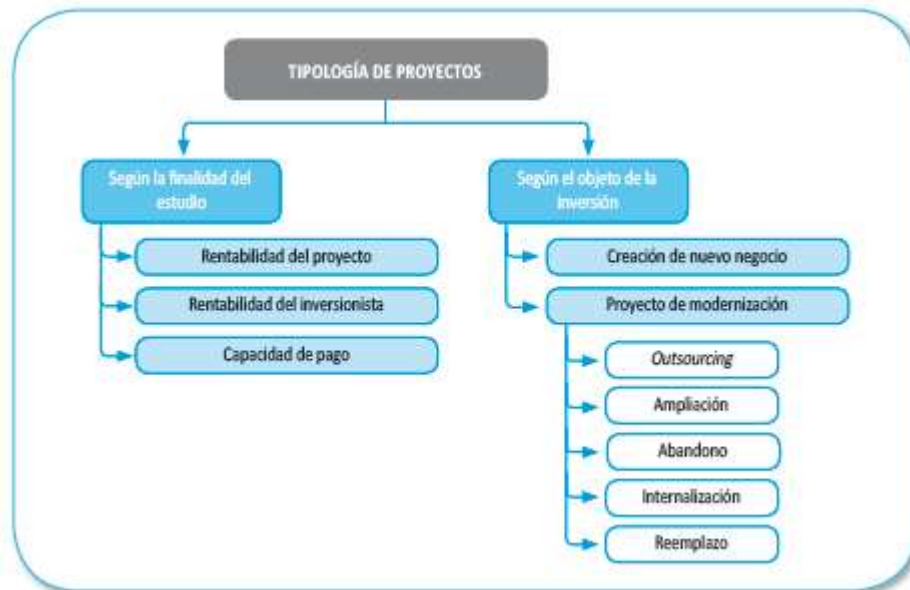 TIPOLOGÍA DE PROYECTOS
Según la finalidad del
estudio
Rentabilidad del proyecto
Rentabilidad del inversionista
Capacidad de pago
Según el objeto de la
inversión
Creación de nuevo negocio
Proyecto de modernización
Outsourcing
Ampliación
Abandono
Internalización
Reemplazo